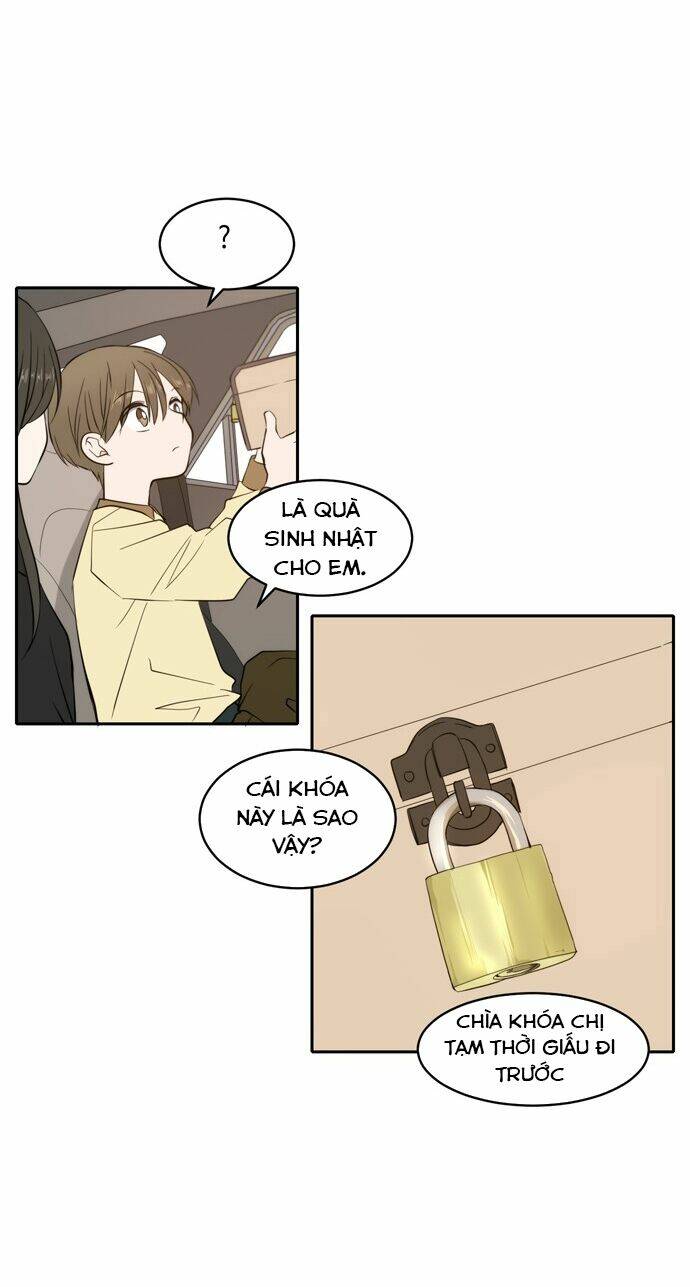 ?
LÀ QUÀ
SINH NHẬT
CHO EM.
CÁI KHÓA
NÀY LÀ SAO
VẬY?
CHÌA KHÓA CHỊ
TẠM THỜI GIẤU ĐI
TRƯỚC